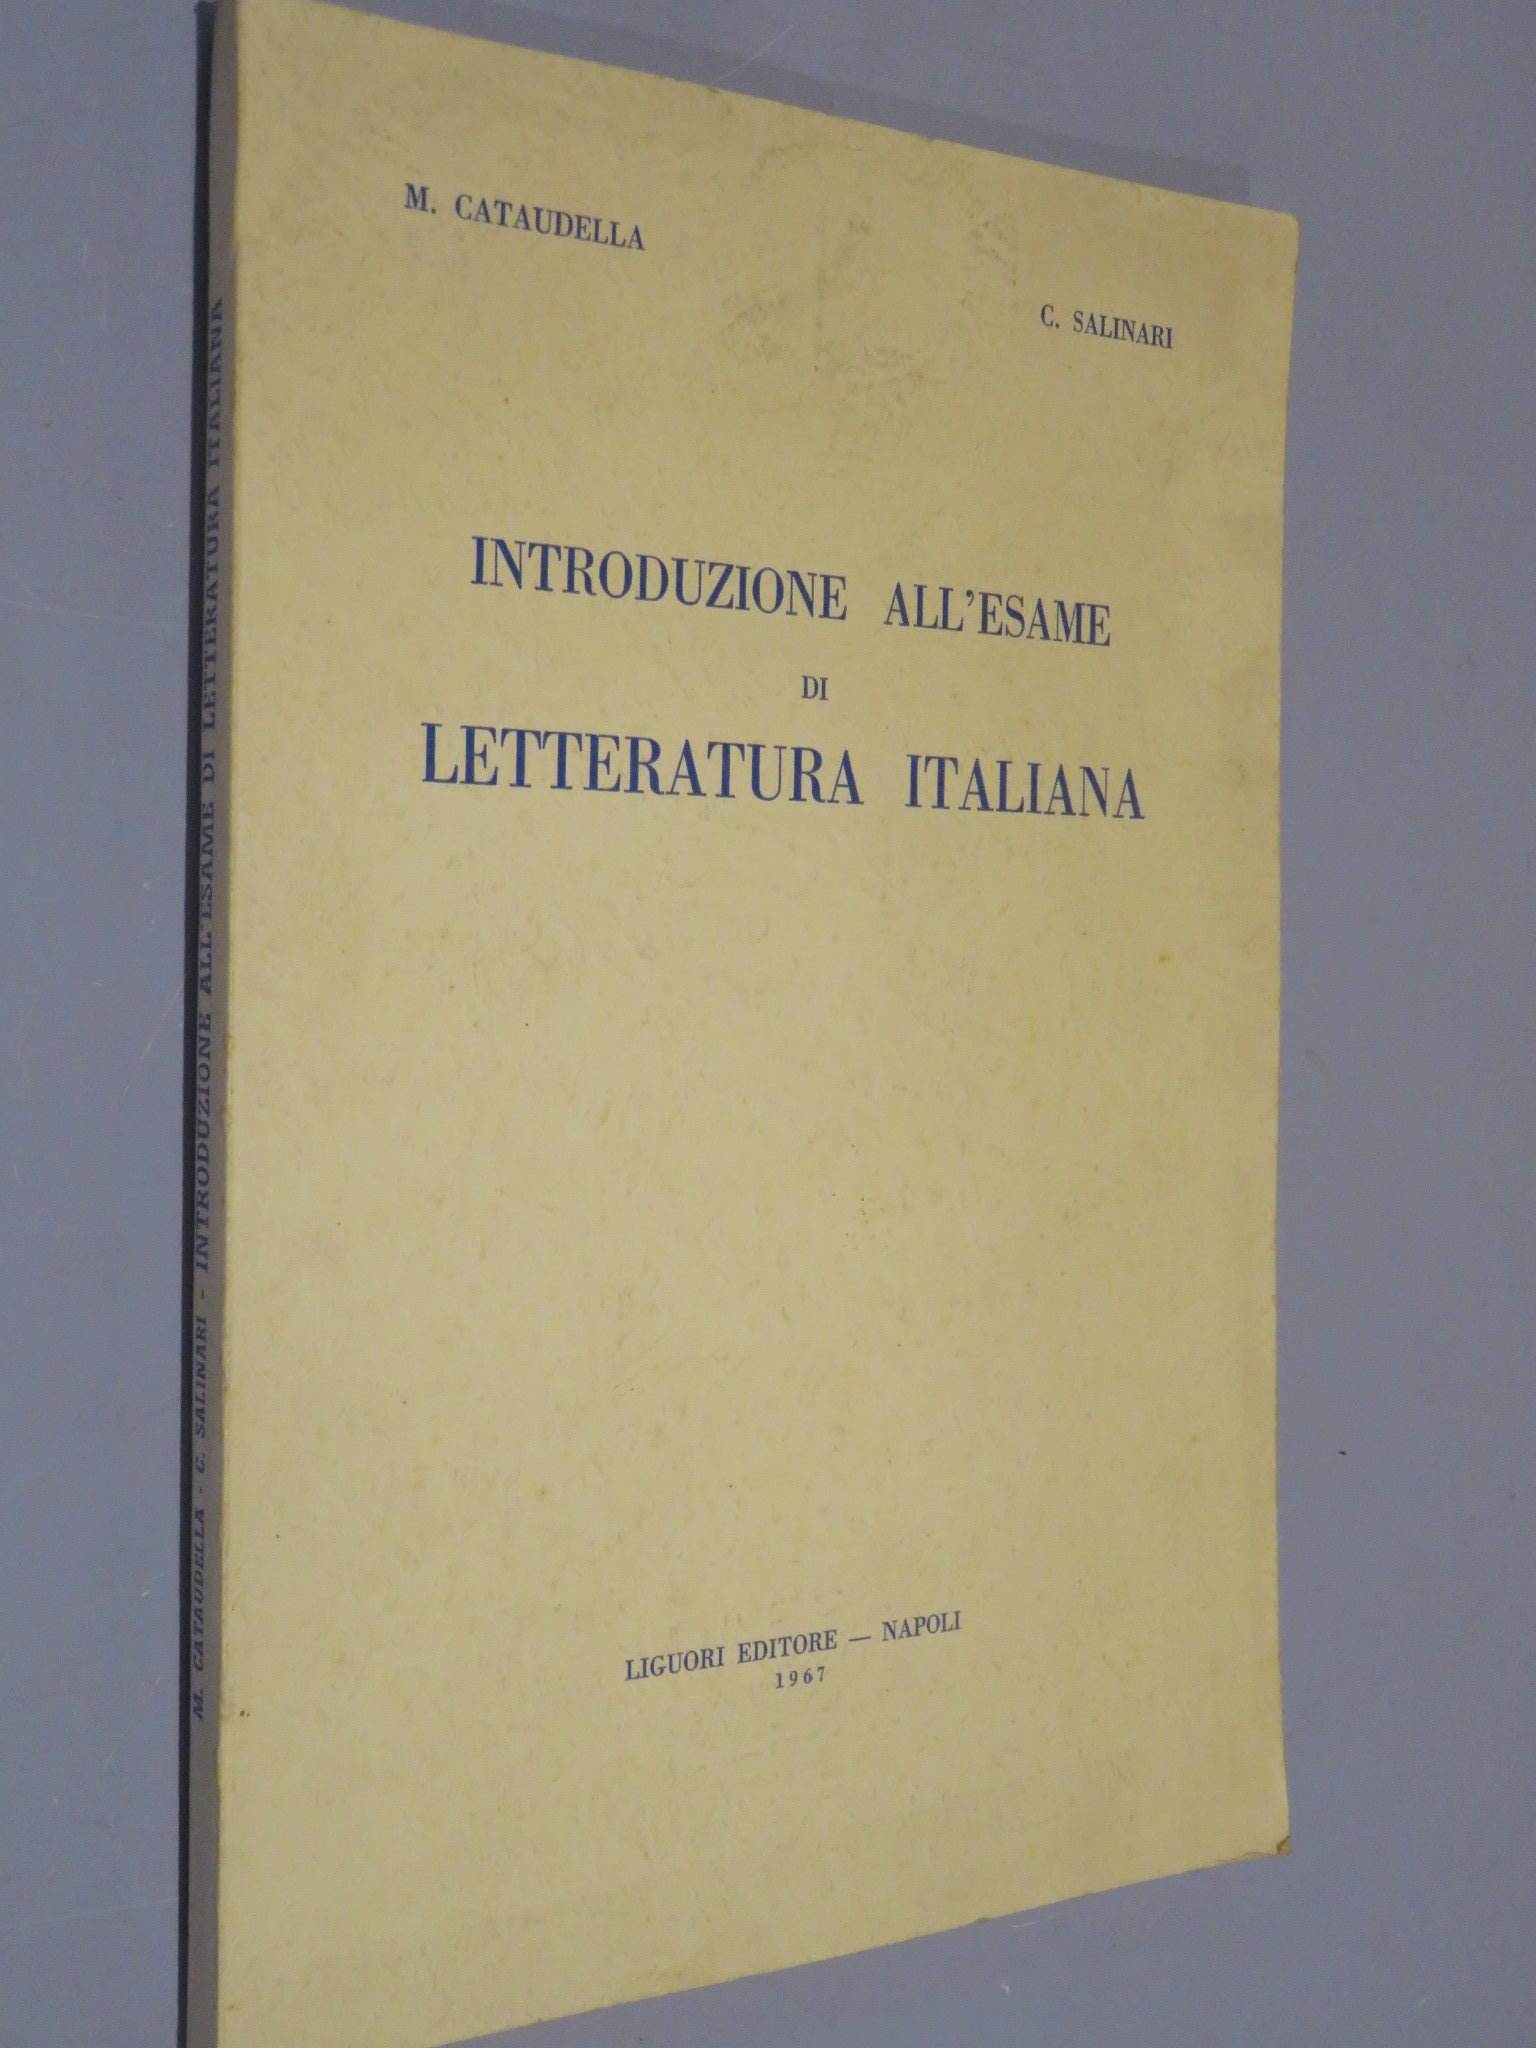 M. CATAUDELLA
C. SALINARI
INTRODUZIONE ALL'ESAME
DI
LETTERATURA ITALIANA
LIGUORI EDITORE — NAPOLI
1967
M. CATAUDELLA - C. SALINARI - INTRODUZIONE ALL'ESAME DI LETTERATURA ITALIANA